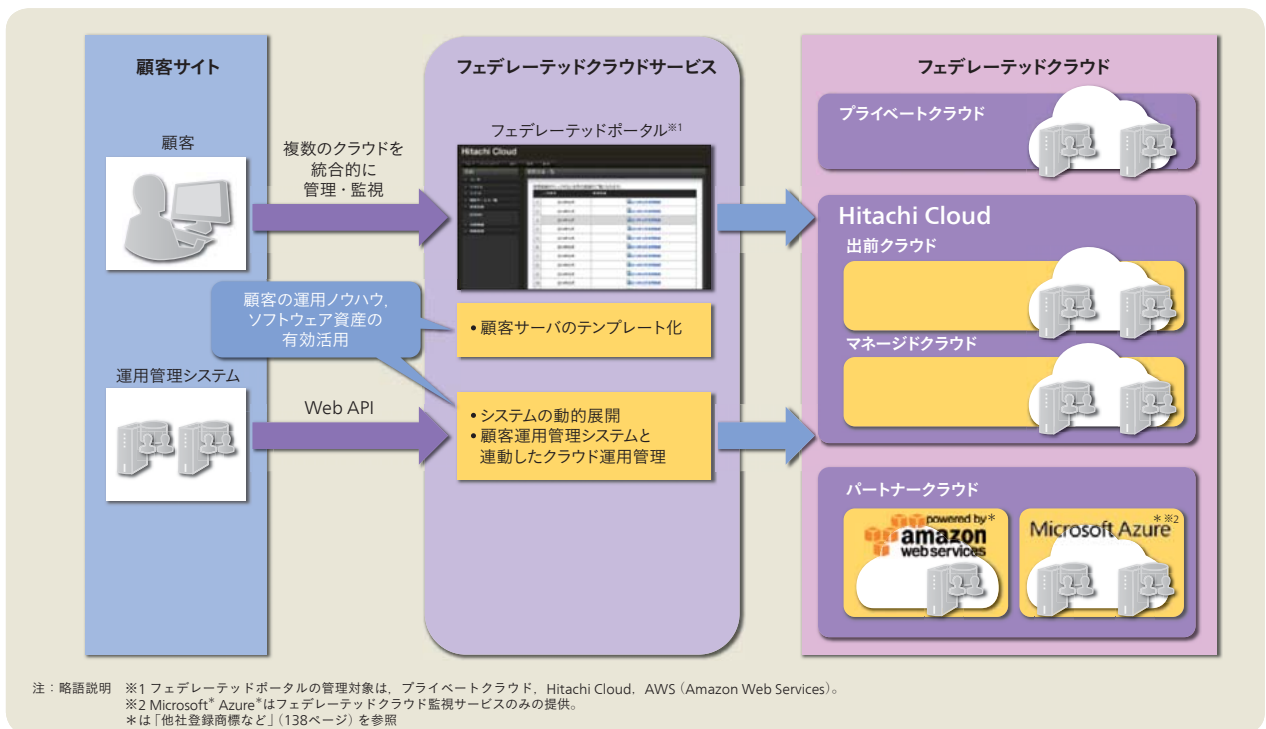 顧客サイト
顧客
複数のクラウドを
統合的に
管理・監視
顧客の運用ノウハウ,
ソフトウェア資産の
有効活用
運用管理システム
Web API
フェデレーテッドクラウドサービス
フェデレーテッドポータル※1
Hitachi Cloud
• 顧客サーバのテンプレート化
• システムの動的展開
• 顧客運用管理システムと
連動したクラウド運用管理
フェデレーテッドクラウド
プライベートクラウド
Hitachi Cloud
出前クラウド
マネージドクラウド
パートナークラウド
powered by*
amazon
webservices
* ※2
Microsoft Azure
注：略語説明 ※1 フェデレーテッドポータルの管理対象は，プライベートクラウド，Hitachi Cloud，AWS（Amazon Web Services）。
※2 Microsoft* Azure*はフェデレーテッドクラウド監視サービスのみの提供。
*は「他社登録商標など」（138ページ）を参照